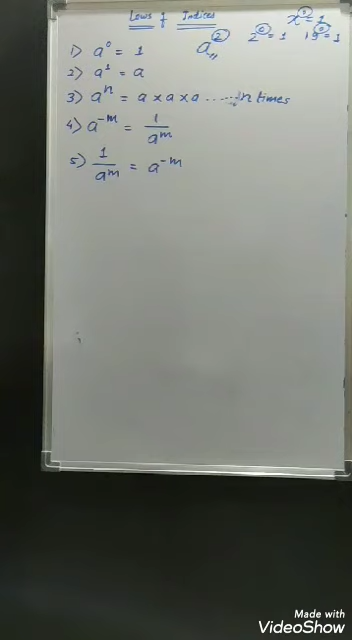 Laws of Indices
x⁰ = 1
a² 2⁰ = 1 19⁰ = 1
1) a⁰ = 1
2) a¹ = a
3) aⁿ = a × a × a ...... n times
4) a⁻ᵐ = 1/aᵐ
5) 1/aᵐ = a⁻ᵐ
Made with
VideoShow